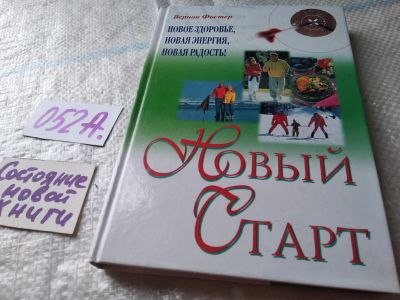 Вернон Фостер
НОВОЕ ЗДОРОВЬЕ,
НОВАЯ ЭНЕРГИЯ,
НОВАЯ РАДОСТЬ!
НОВЫЙ
СТАРТ
052А.
Состояние
новой
книги